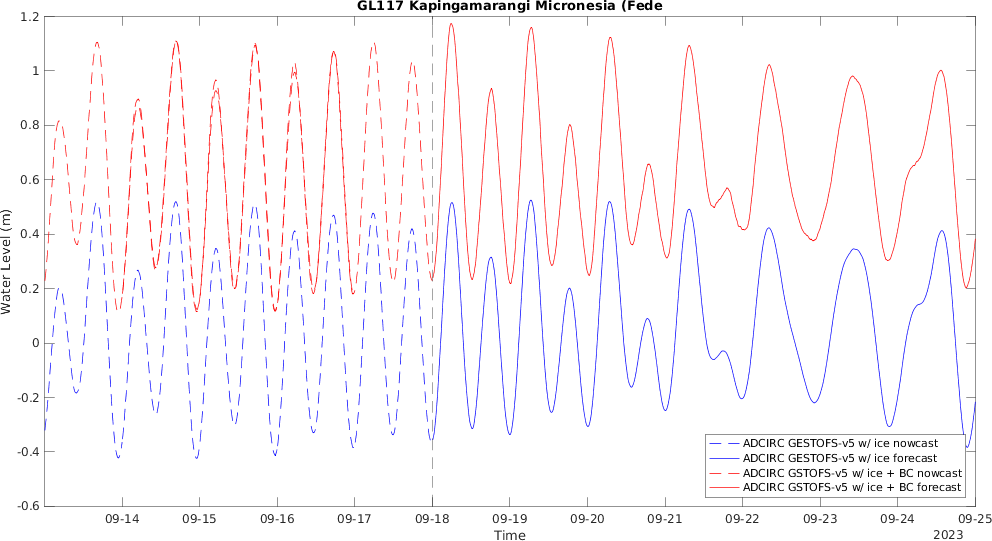 GL117 Kapingamarangi Micronesia (Fede
1.2
1
0.8
0.6
0.4
0.2
0
-0.2
-0.4
-0.6
Water Level (m)
09-14 09-15 09-16 09-17 09-18 09-19 09-20 09-21 09-22 09-23 09-24 09-25
Time
2023
ADCIRC GESTOFS-v5 w/ ice nowcast
ADCIRC GESTOFS-v5 w/ ice forecast
ADCIRC GSTOFS-v5 w/ ice + BC nowcast
ADCIRC GSTOFS-v5 w/ ice + BC forecast